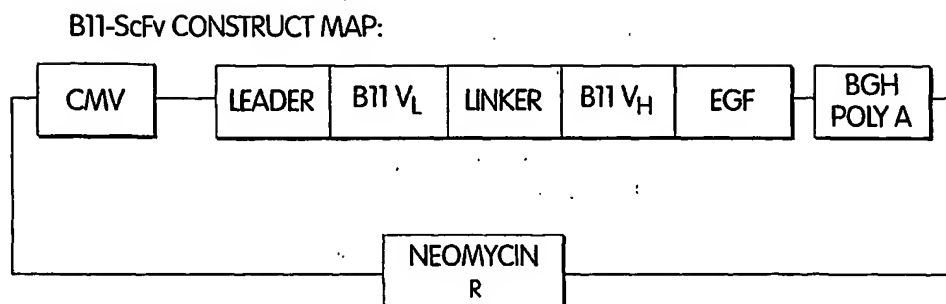 B11-ScFv CONSTRUCT MAP:
CMV
LEADER
B11 VL
LINKER
B11 VH
EGF
BGH
POLY A
NEOMYCIN
R